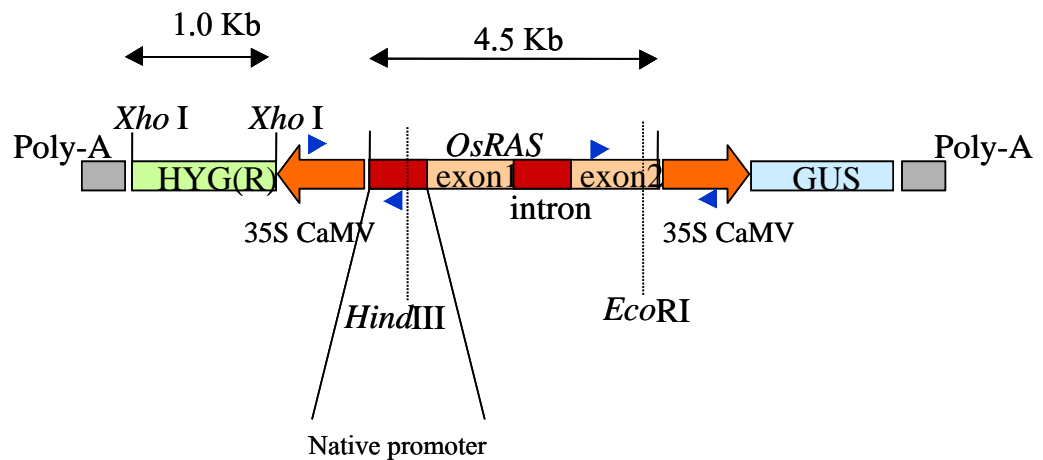 1.0 Kb
4.5 Kb
Xho I
Xho I
Poly-A
OsRAS
Poly-A
HYG(R)
exon1
exon2
GUS
intron
35S CaMV
35S CaMV
HindIII
EcoRI
Native promoter